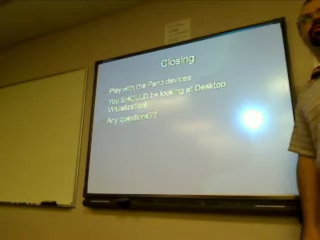 Closing
Play with the Pano devices
You SHOULD be looking at Desktop
Virtualization!
Any questions??